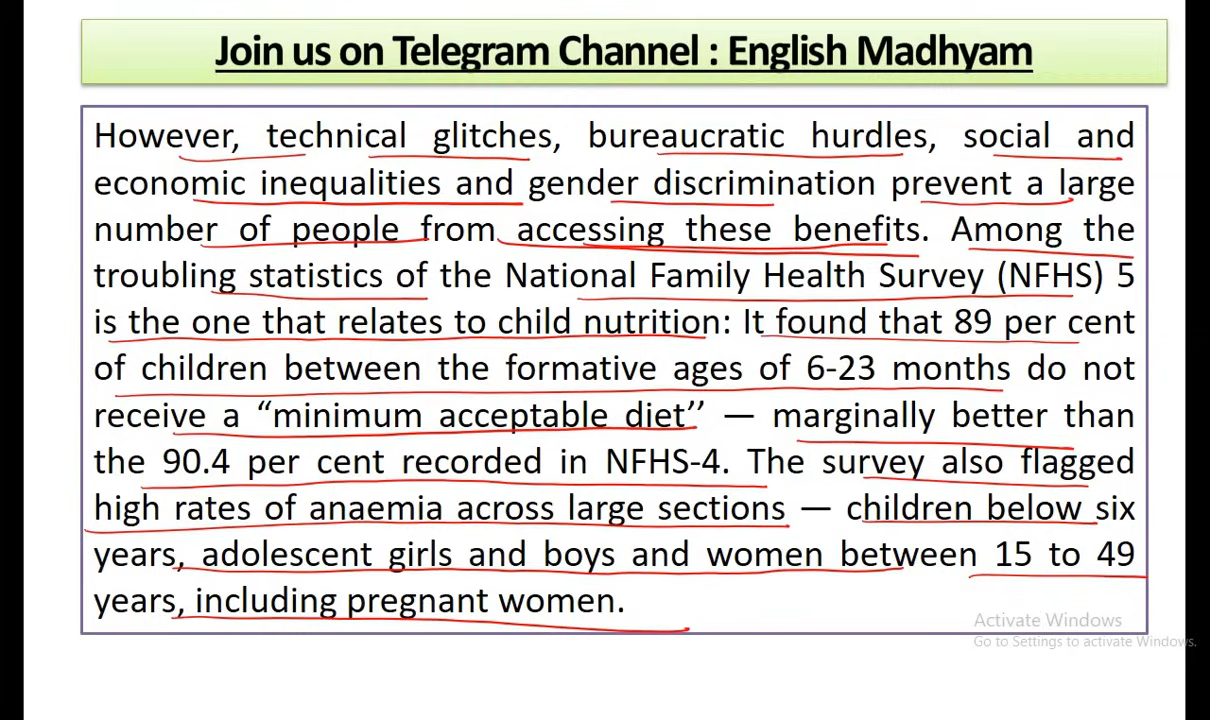 Join us on Telegram Channel : English Madhyam
However, technical glitches, bureaucratic hurdles, social and
economic inequalities and gender discrimination prevent a large
number of people from accessing these benefits. Among the
troubling statistics of the National Family Health Survey (NFHS) 5
is the one that relates to child nutrition: It found that 89 per cent
of children between the formative ages of 6-23 months do not
receive a “minimum acceptable diet’’ — marginally better than
the 90.4 per cent recorded in NFHS-4. The survey also flagged
high rates of anaemia across large sections — children below six
years, adolescent girls and boys and women between 15 to 49
years, including pregnant women.
Activate Windows
Go to Settings to activate Windows.